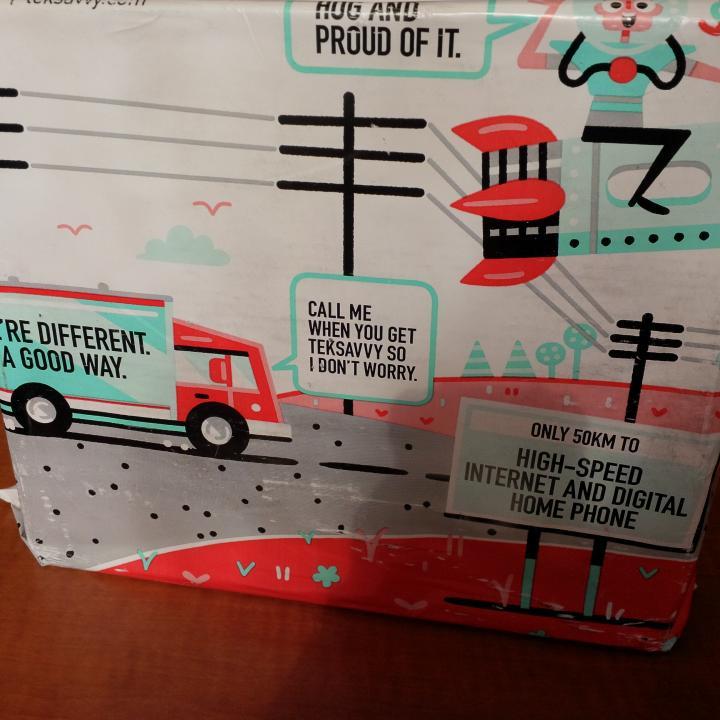 HUG AND
PROUD OF IT.
'RE DIFFERENT.
A GOOD WAY.
CALL ME
WHEN YOU GET
TEKSAVVY SO
I DON'T WORRY.
ONLY 50KM TO
HIGH-SPEED
INTERNET AND DIGITAL
HOME PHONE